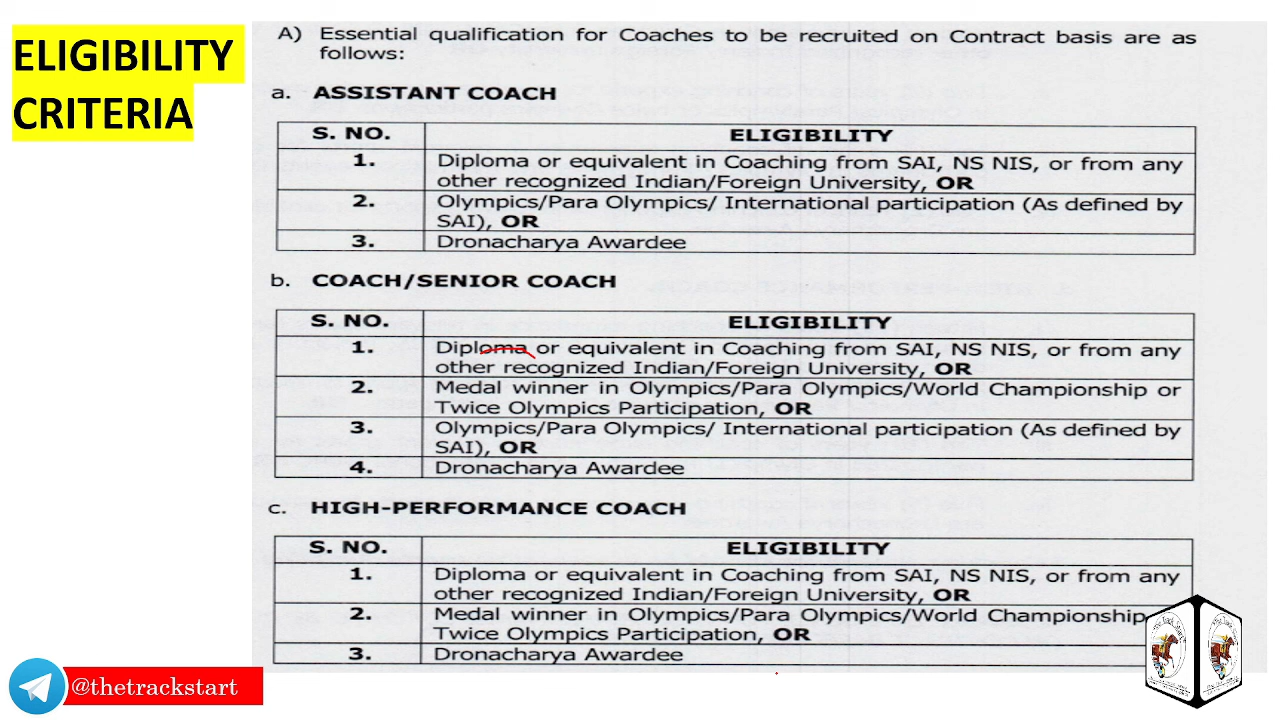 ELIGIBILITY
CRITERIA
A) Essential qualification for Coaches to be recruited on Contract basis are as
follows:
a. ASSISTANT COACH
S. NO. ELIGIBILITY
1. Diploma or equivalent in Coaching from SAI, NS NIS, or from any
other recognized Indian/Foreign University, OR
2. Olympics/Para Olympics/ International participation (As defined by
SAI), OR
3. Dronacharya Awardee
b. COACH/SENIOR COACH
S. NO. ELIGIBILITY
1. Diploma or equivalent in Coaching from SAI, NS NIS, or from any
other recognized Indian/Foreign University, OR
2. Medal winner in Olympics/Para Olympics/World Championship or
Twice Olympics Participation, OR
3. Olympics/Para Olympics/ International participation (As defined by
SAI), OR
4. Dronacharya Awardee
c. HIGH-PERFORMANCE COACH
S. NO. ELIGIBILITY
1. Diploma or equivalent in Coaching from SAI, NS NIS, or from any
other recognized Indian/Foreign University, OR
2. Medal winner in Olympics/Para Olympics/World Championship
Twice Olympics Participation, OR
3. Dronacharya Awardee
@thetrackstart